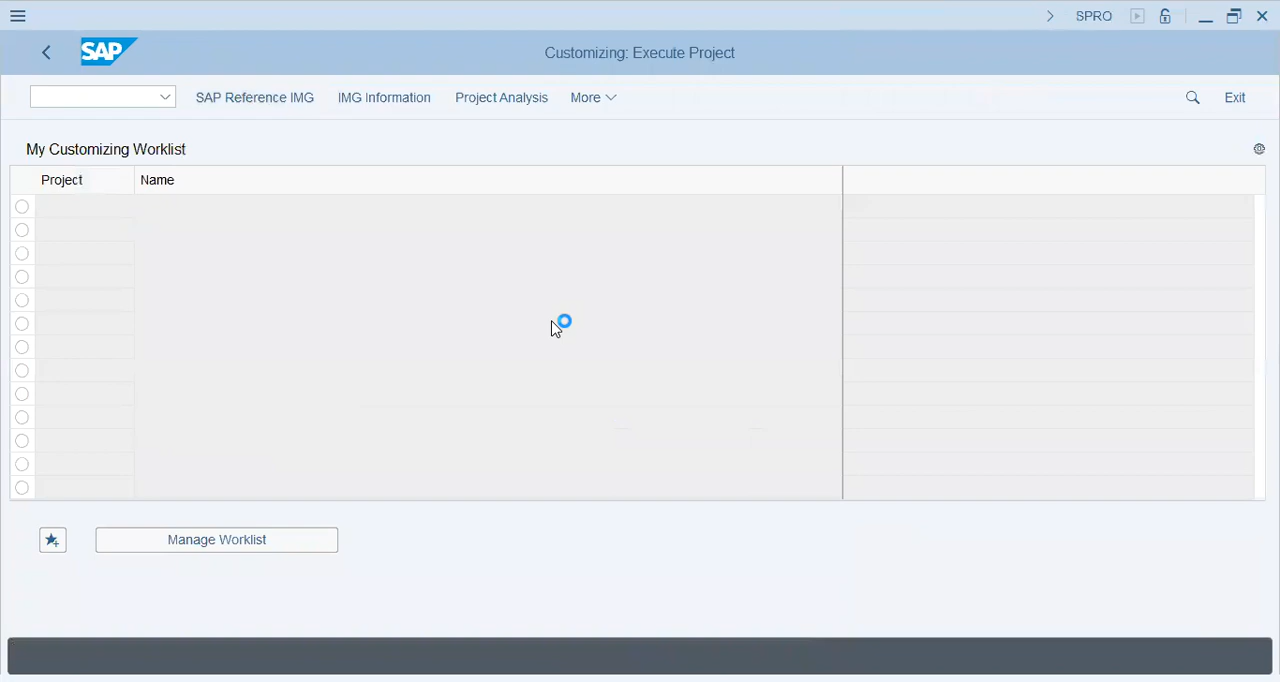 SPRO
SAP
Customizing: Execute Project
SAP Reference IMG IMG Information Project Analysis More Exit
My Customizing Worklist
Project Name
Manage Worklist